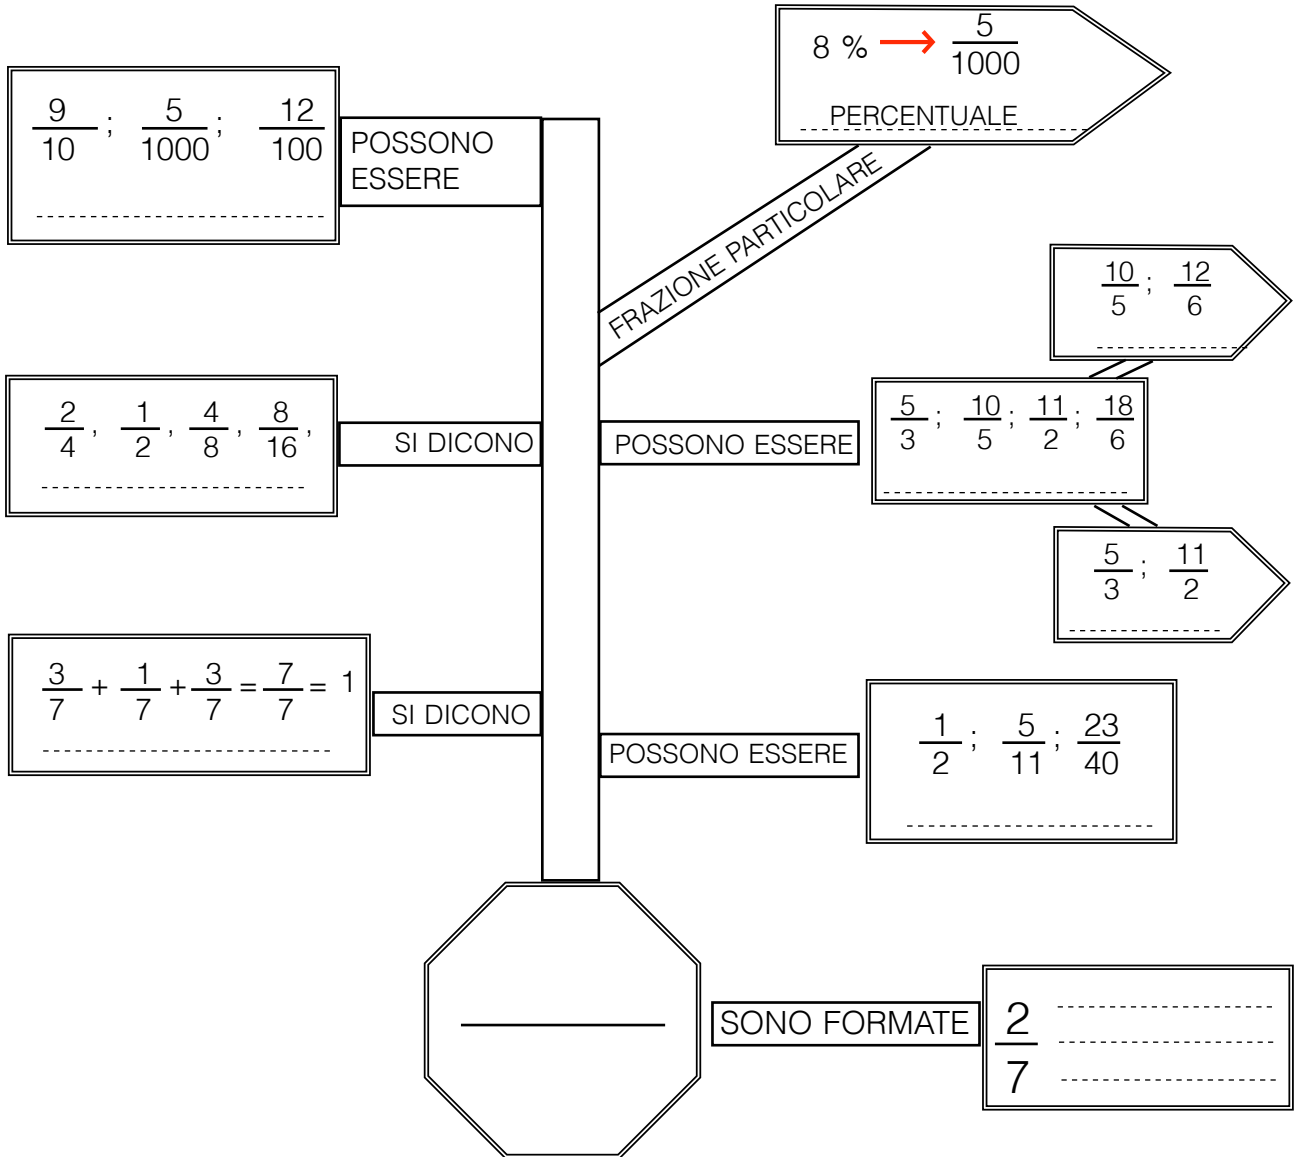 8 % → 5/1000
PERCENTUALE
9/10 ; 5/1000 ; 12/100
POSSONO
ESSERE
FRAZIONE PARTICOLARE
10/5 ; 12/6
2/4 , 1/2 , 4/8 , 8/16 ,
SI DICONO
POSSONO ESSERE
5/3 ; 10/5 ; 11/2 ; 18/6
5/3 ; 11/2
3/7 + 1/7 + 3/7 = 7/7 = 1
SI DICONO
POSSONO ESSERE
1/2 ; 5/11 ; 23/40
SONO FORMATE
2/7